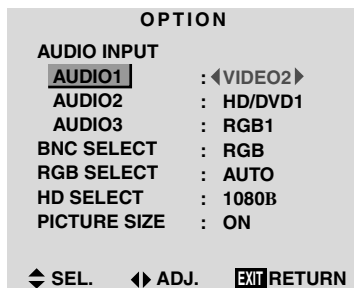 OPTION
AUDIO INPUT
AUDIO1 : ◀VIDEO2▶
AUDIO2 : HD/DVD1
AUDIO3 : RGB1
BNC SELECT : RGB
RGB SELECT : AUTO
HD SELECT : 1080B
PICTURE SIZE : ON
SEL. ADJ. EXIT RETURN